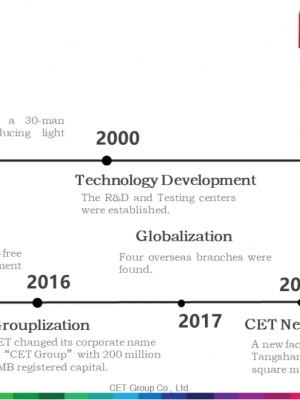 a 30-man
ducing light
2000
Technology Development
The R&D and Testing centers
were established.
-free
ment
Globalization
Four overseas branches were
found.
2016
20
Grouplization
2017
CET Ne
ET changed its corporate name
“CET Group” with 200 million
MB registered capital.
A new fac
Tangshan
square m
CET Group Co., Ltd.